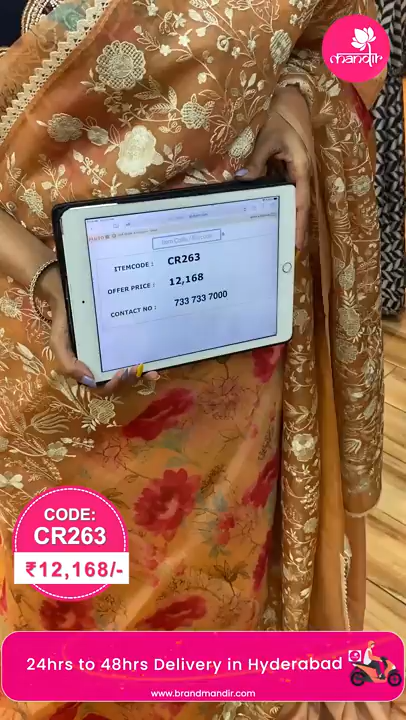 mandir
ITEMCODE : CR263
OFFER PRICE : 12,168
CONTACT NO : 733 733 7000
CODE:
CR263
₹12,168/-
24hrs to 48hrs Delivery in Hyderabad
www.brandmandir.com